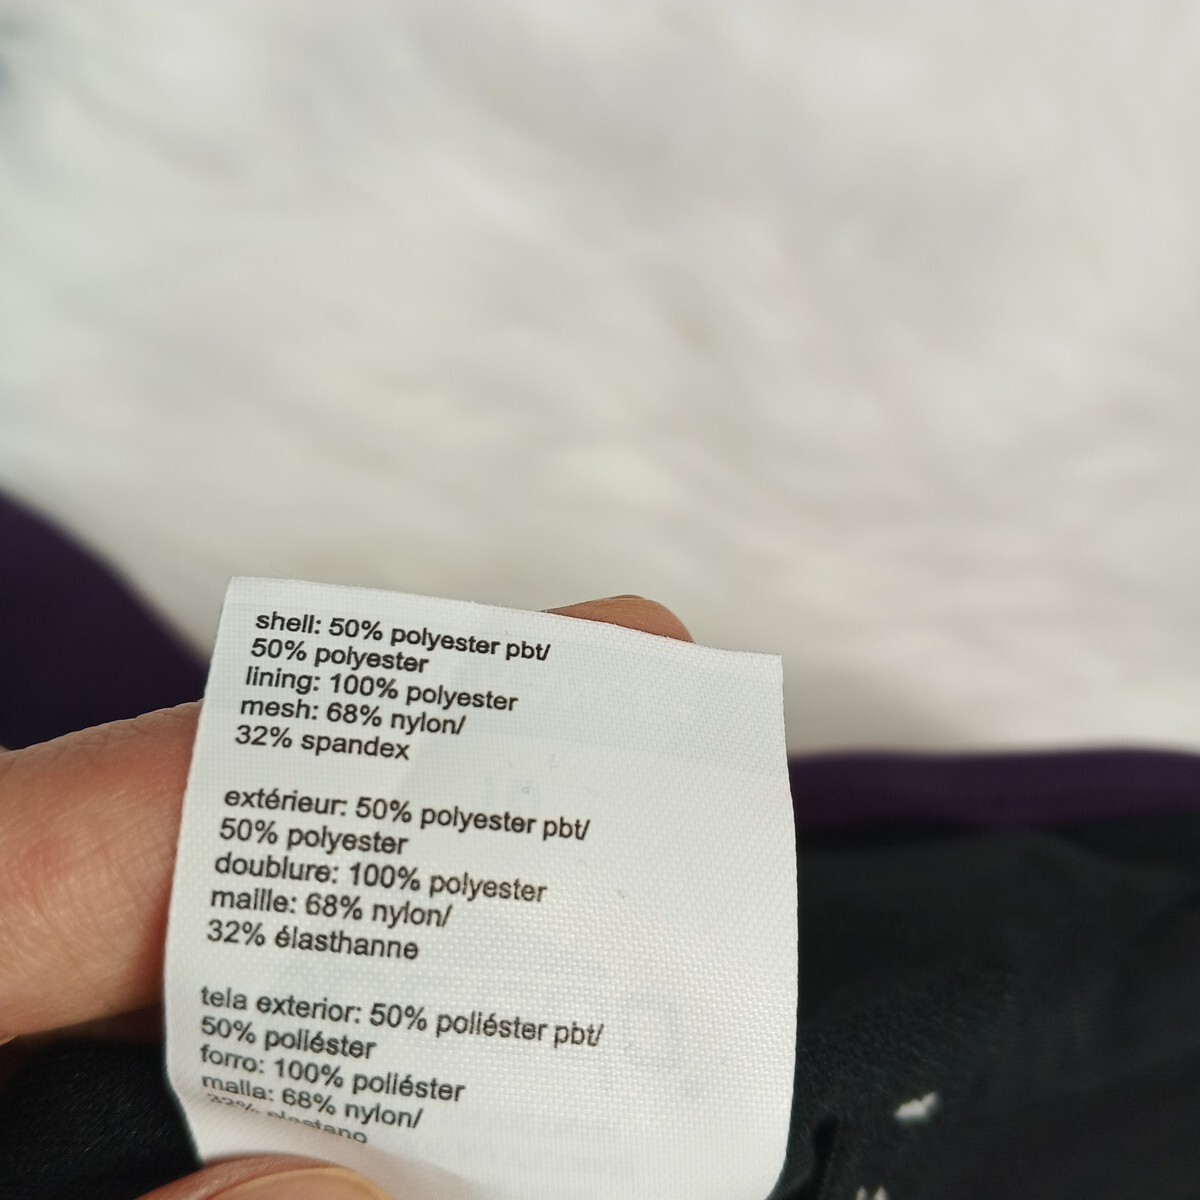 shell: 50% polyester pbt/
50% polyester
lining: 100% polyester
mesh: 68% nylon/
32% spandex
extérieur: 50% polyester pbt/
50% polyester
doublure: 100% polyester
maille: 68% nylon/
32% élasthanne
tela exterior: 50% poliéster pbt/
50% poliéster
forro: 100% poliéster
malla: 68% nylon/
32% elastano